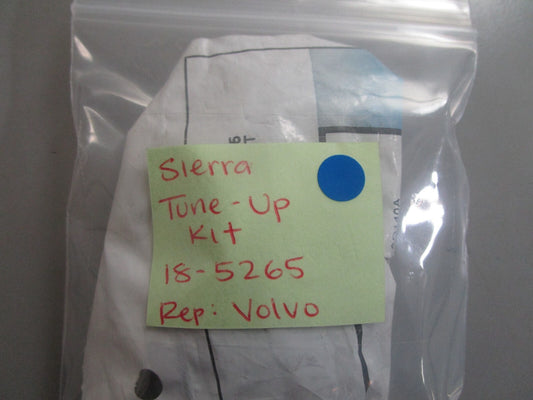 Sierra
Tune-Up
Kit
18-5265
Rep: Volvo